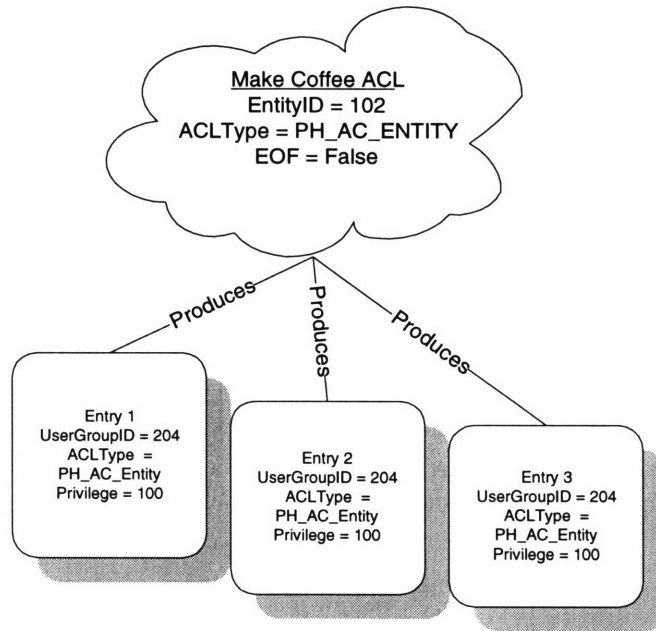 Make Coffee ACL
EntityID = 102
ACLType = PH_AC_ENTITY
EOF = False
Produces
Produces
Produces
Entry 1
UserGroupID = 204
ACLType =
PH_AC_Entity
Privilege = 100
Entry 2
UserGroupID = 204
ACLType =
PH_AC_Entity
Privilege = 100
Entry 3
UserGroupID = 204
ACLType =
PH_AC_Entity
Privilege = 100